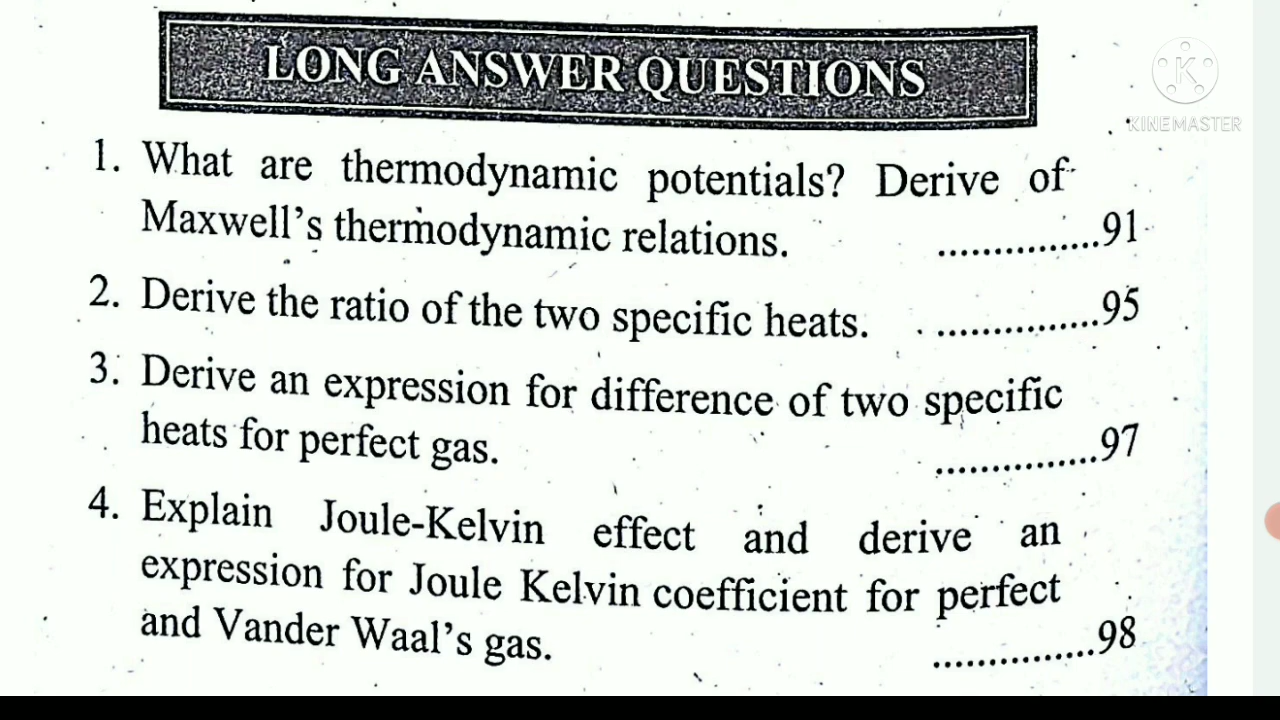 LONG ANSWER QUESTIONS
KINEMASTER
1. What are thermodynamic potentials? Derive of
Maxwell's thermodynamic relations. ...............91
2. Derive the ratio of the two specific heats. ...............95
3. Derive an expression for difference of two specific
heats for perfect gas. ...............97
4. Explain Joule-Kelvin effect and derive an
expression for Joule Kelvin coefficient for perfect
and Vander Waal's gas. ...............98